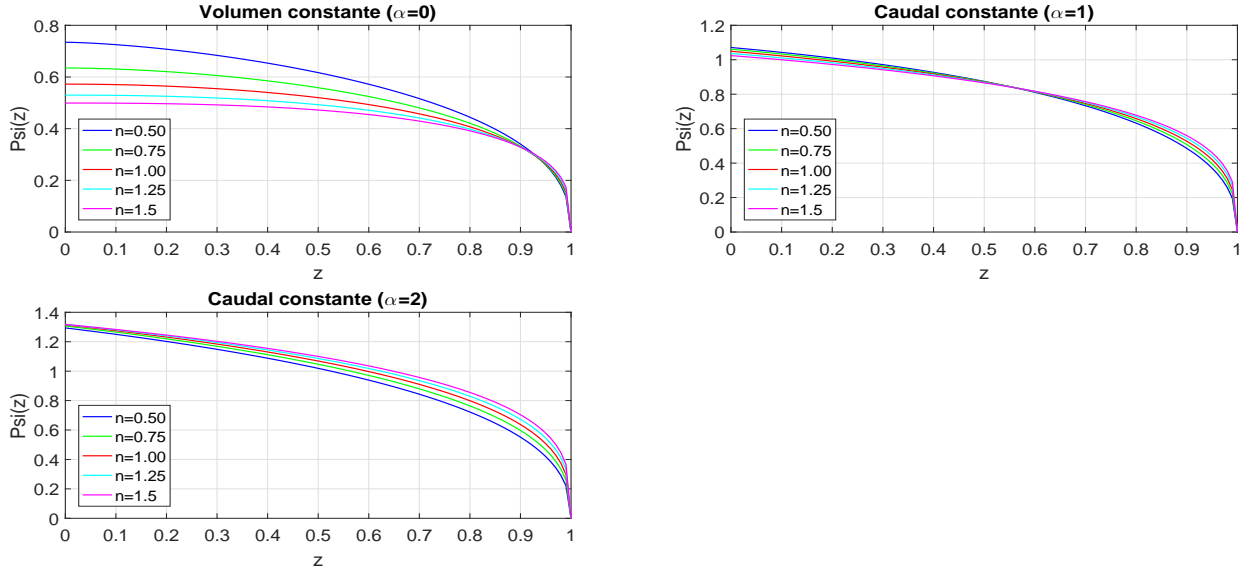 Volumen constante (α=0)
Psi(z)
0.8
0.6
0.4
0.2
0
n=0.50
n=0.75
n=1.00
n=1.25
n=1.5
0 0.1 0.2 0.3 0.4 0.5 0.6 0.7 0.8 0.9 1
z
Caudal constante (α=1)
Psi(z)
1.2
1
0.8
0.6
0.4
0.2
0
n=0.50
n=0.75
n=1.00
n=1.25
n=1.5
0 0.1 0.2 0.3 0.4 0.5 0.6 0.7 0.8 0.9 1
z
Caudal constante (α=2)
Psi(z)
1.4
1.2
1
0.8
0.6
0.4
0.2
0
n=0.50
n=0.75
n=1.00
n=1.25
n=1.5
0 0.1 0.2 0.3 0.4 0.5 0.6 0.7 0.8 0.9 1
z